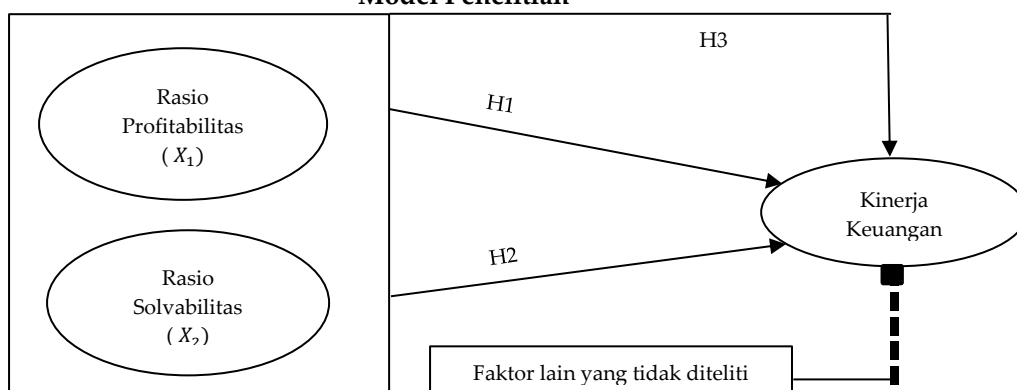 Model Penelitian
H3
Rasio
Profitabilitas
( X₁)
H1
Kinerja
Keuangan
Rasio
Solvabilitas
( X₂)
H2
Faktor lain yang tidak diteliti